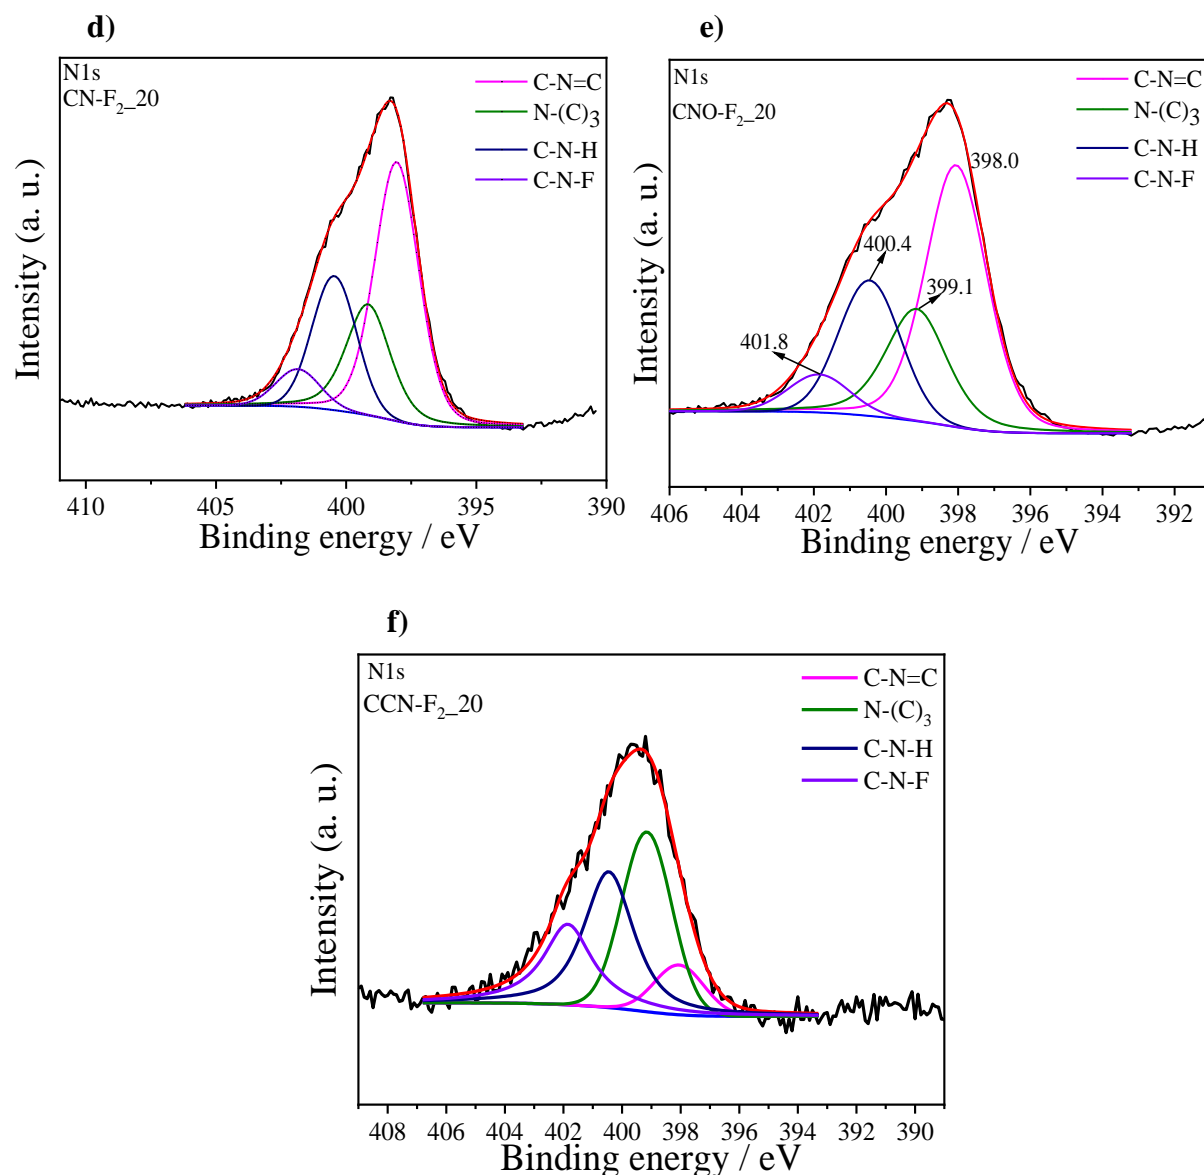 d)
N1s
CN-F₂_20
C-N=C
N-(C)₃
C-N-H
C-N-F
Intensity (a. u.)
410 405 400 395 390
Binding energy / eV
e)
N1s
CNO-F₂_20
C-N=C
N-(C)₃
C-N-H
C-N-F
398.0
400.4
399.1
401.8
Intensity (a. u.)
406 404 402 400 398 396 394 392
Binding energy / eV
f)
N1s
CCN-F₂_20
C-N=C
N-(C)₃
C-N-H
C-N-F
Intensity (a. u.)
408 406 404 402 400 398 396 394 392 390
Binding energy / eV